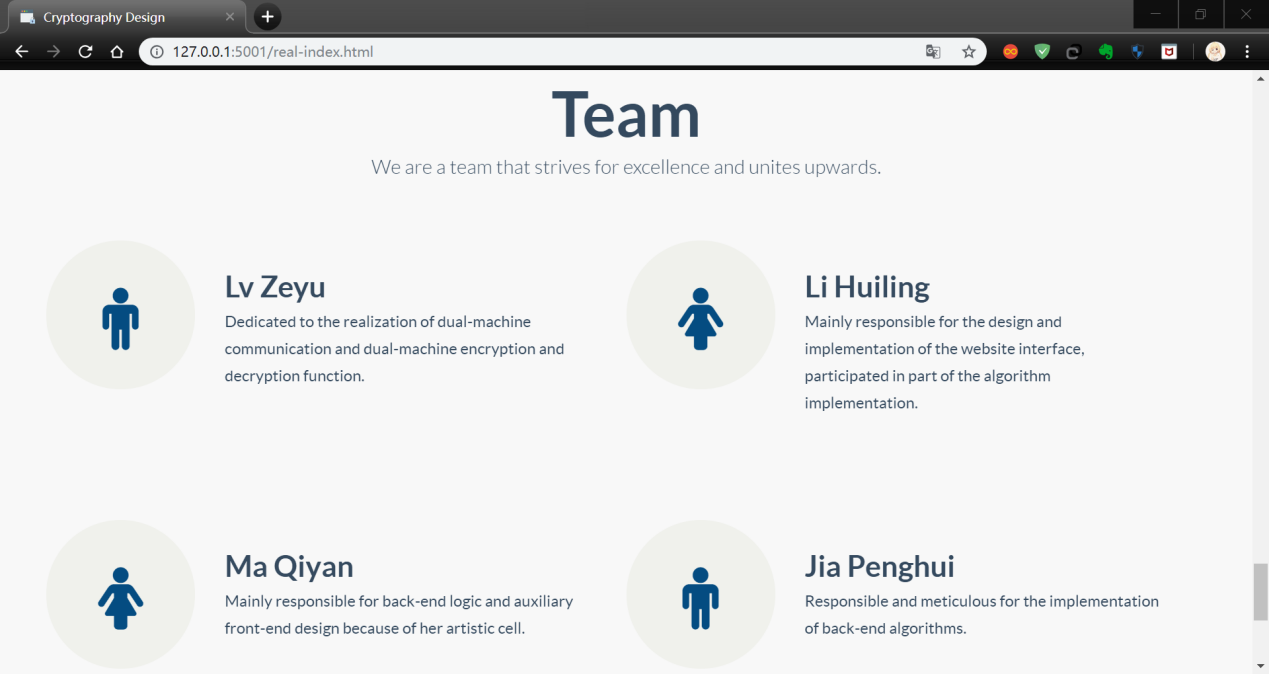 Cryptography Design
127.0.0.1:5001/real-index.html
Team
We are a team that strives for excellence and unites upwards.
Lv Zeyu
Dedicated to the realization of dual-machine
communication and dual-machine encryption and
decryption function.
Li Huiling
Mainly responsible for the design and
implementation of the website interface,
participated in part of the algorithm
implementation.
Ma Qiyan
Mainly responsible for back-end logic and auxiliary
front-end design because of her artistic cell.
Jia Penghui
Responsible and meticulous for the implementation
of back-end algorithms.